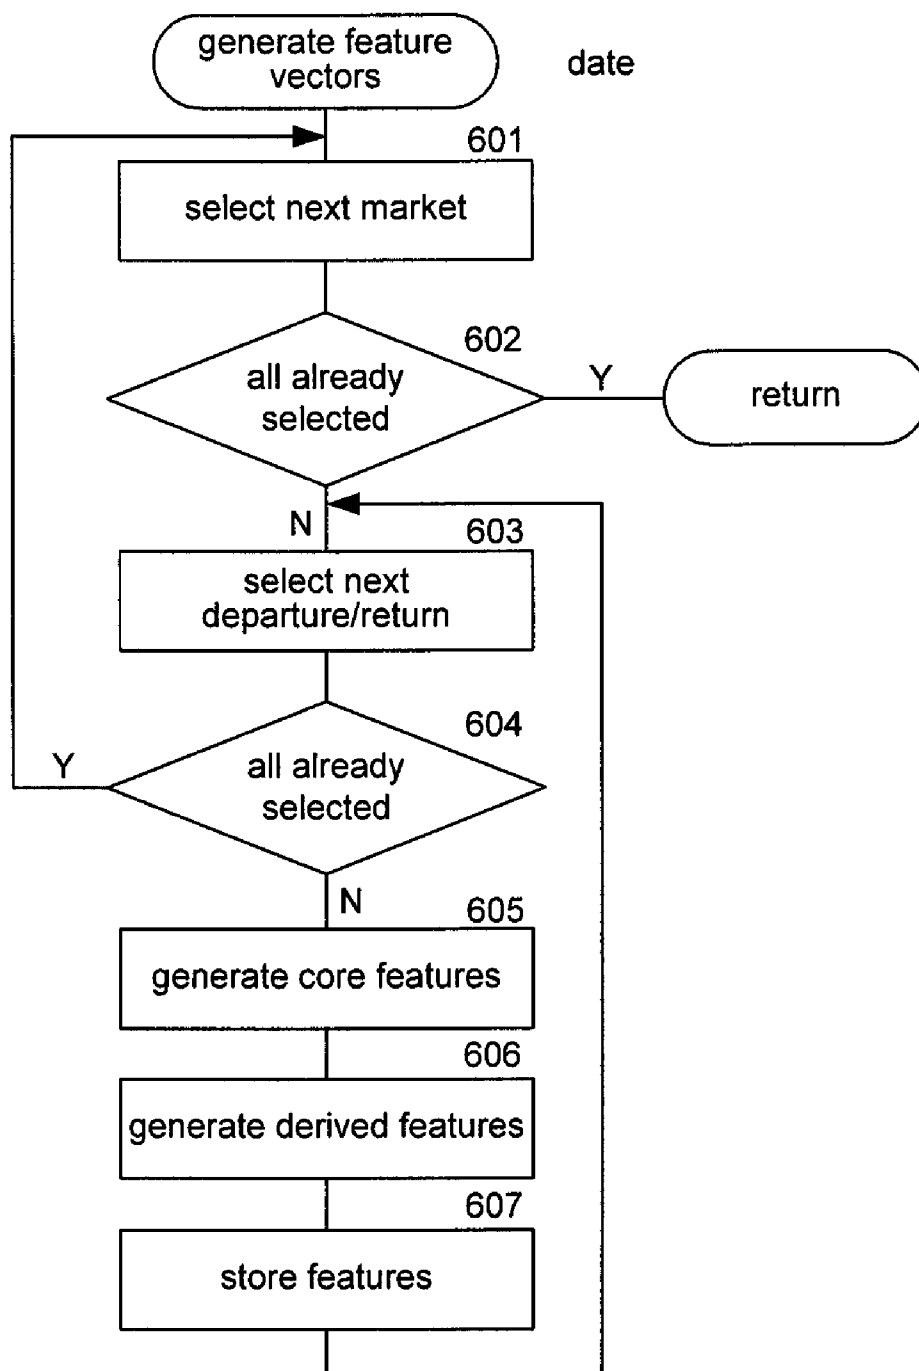 generate feature
vectors
date
601
select next market
602
all already
selected
Y
return
N
603
select next
departure/return
604
all already
selected
Y
N
605
generate core features
606
generate derived features
607
store features